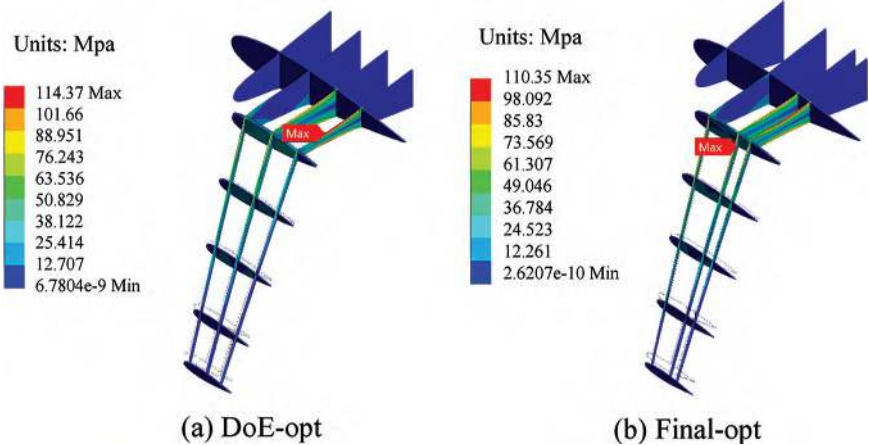 Units: Mpa
114.37 Max
101.66
88.951
76.243
63.536
50.829
38.122
25.414
12.707
6.7804e-9 Min
Max
(a) DoE-opt
Units: Mpa
110.35 Max
98.092
85.83
73.569
61.307
49.046
36.784
24.523
12.261
2.6207e-10 Min
Max
(b) Final-opt